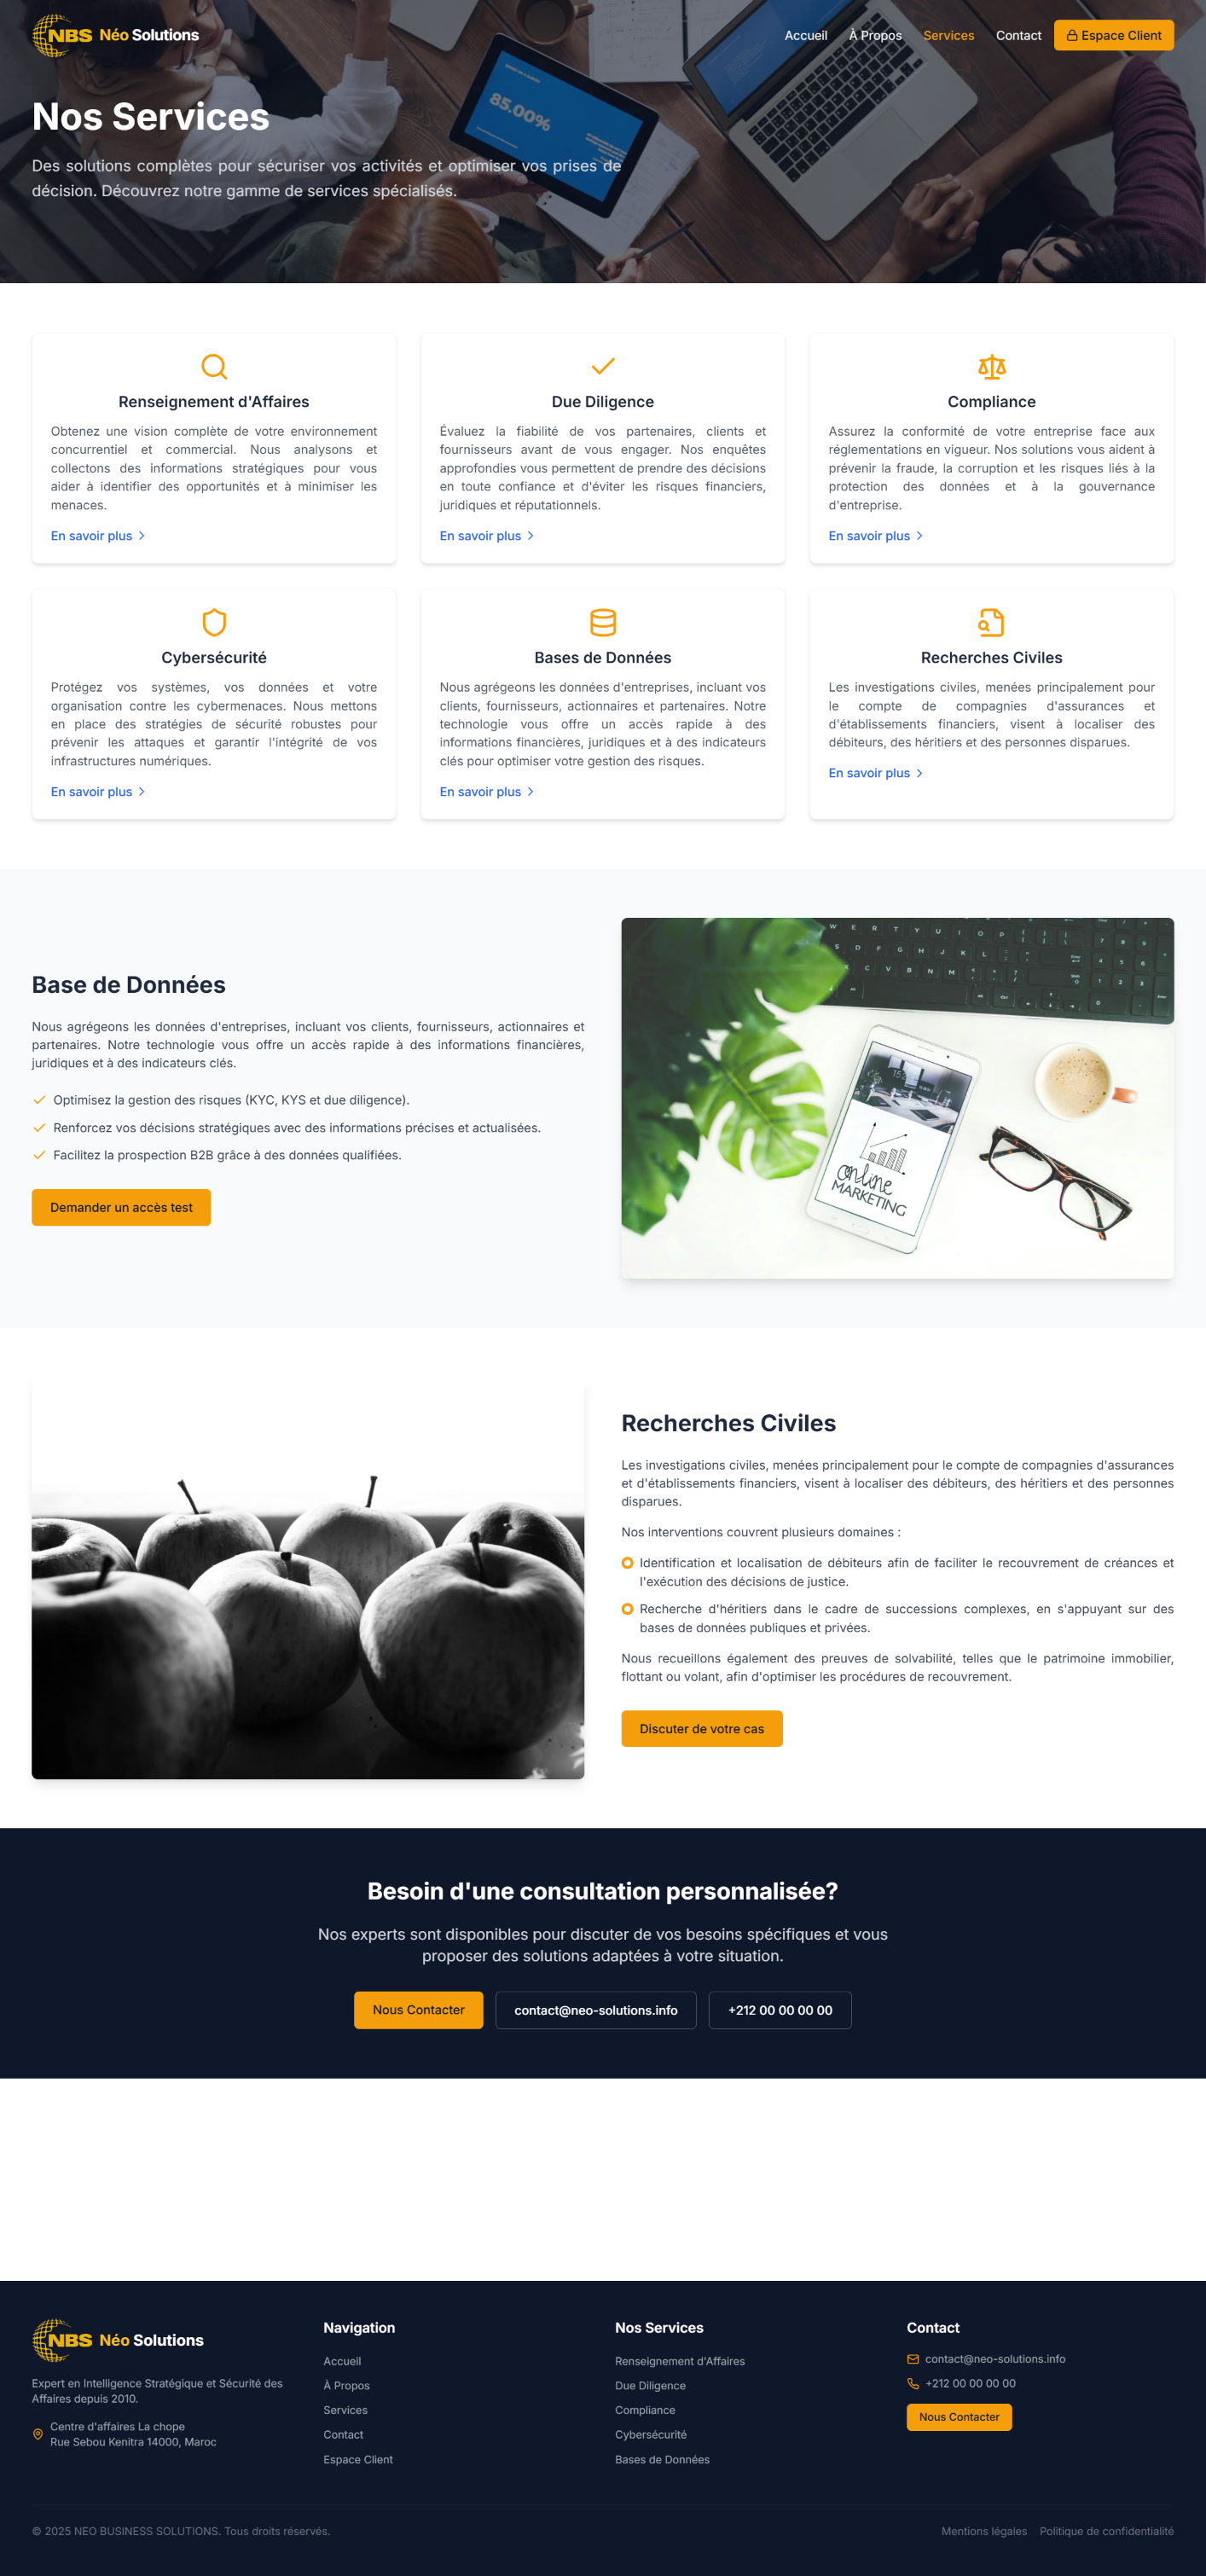 NBS Néo Solutions
Accueil À Propos Services Contact Espace Client
85.00%
Nos Services
Des solutions complètes pour sécuriser vos activités et optimiser vos prises de
décision. Découvrez notre gamme de services spécialisés.
Renseignement d'Affaires
Obtenez une vision complète de votre environnement
concurrentiel et commercial. Nous analysons et
collectons des informations stratégiques pour vous
aider à identifier des opportunités et à minimiser les
menaces.
En savoir plus
Due Diligence
Évaluez la fiabilité de vos partenaires, clients et
fournisseurs avant de vous engager. Nos enquêtes
approfondies vous permettent de prendre des décisions
en toute confiance et d'éviter les risques financiers,
juridiques et réputationnels.
En savoir plus
Compliance
Assurez la conformité de votre entreprise face aux
réglementations en vigueur. Nos solutions vous aident à
prévenir la fraude, la corruption et les risques liés à la
protection des données et à la gouvernance
d'entreprise.
En savoir plus
Cybersécurité
Protégez vos systèmes, vos données et votre
organisation contre les cybermenaces. Nous mettons
en place des stratégies de sécurité robustes pour
prévenir les attaques et garantir l'intégrité de vos
infrastructures numériques.
En savoir plus
Bases de Données
Nous agrégeons les données d'entreprises, incluant vos
clients, fournisseurs, actionnaires et partenaires. Notre
technologie vous offre un accès rapide à des
informations financières, juridiques et à des indicateurs
clés pour optimiser votre gestion des risques.
En savoir plus
Recherches Civiles
Les investigations civiles, menées principalement pour
le compte de compagnies d'assurances et
d'établissements financiers, visent à localiser des
débiteurs, des héritiers et des personnes disparues.
En savoir plus
Base de Données
Nous agrégeons les données d'entreprises, incluant vos clients, fournisseurs, actionnaires et
partenaires. Notre technologie vous offre un accès rapide à des informations financières,
juridiques et à des indicateurs clés.
Optimisez la gestion des risques (KYC, KYS et due diligence).
Renforcez vos décisions stratégiques avec des informations précises et actualisées.
Facilitez la prospection B2B grâce à des données qualifiées.
Demander un accès test
online
MARKETING
Recherches Civiles
Les investigations civiles, menées principalement pour le compte de compagnies d'assurances
et d'établissements financiers, visent à localiser des débiteurs, des héritiers et des personnes
disparues.
Nos interventions couvrent plusieurs domaines :
Identification et localisation de débiteurs afin de faciliter le recouvrement de créances et
l'exécution des décisions de justice.
Recherche d'héritiers dans le cadre de successions complexes, en s'appuyant sur des
bases de données publiques et privées.
Nous recueillons également des preuves de solvabilité, telles que le patrimoine immobilier,
flottant ou volant, afin d'optimiser les procédures de recouvrement.
Discuter de votre cas
Besoin d'une consultation personnalisée?
Nos experts sont disponibles pour discuter de vos besoins spécifiques et vous
proposer des solutions adaptées à votre situation.
Nous Contacter contact@neo-solutions.info +212 00 00 00 00
NBS Néo Solutions
Expert en Intelligence Stratégique et Sécurité des
Affaires depuis 2010.
Centre d'affaires La chope
Rue Sebou Kenitra 14000, Maroc
Navigation
Accueil
À Propos
Services
Contact
Espace Client
Nos Services
Renseignement d'Affaires
Due Diligence
Compliance
Cybersécurité
Bases de Données
Contact
contact@neo-solutions.info
+212 00 00 00 00
Nous Contacter
© 2025 NEO BUSINESS SOLUTIONS. Tous droits réservés.
Mentions légales Politique de confidentialité